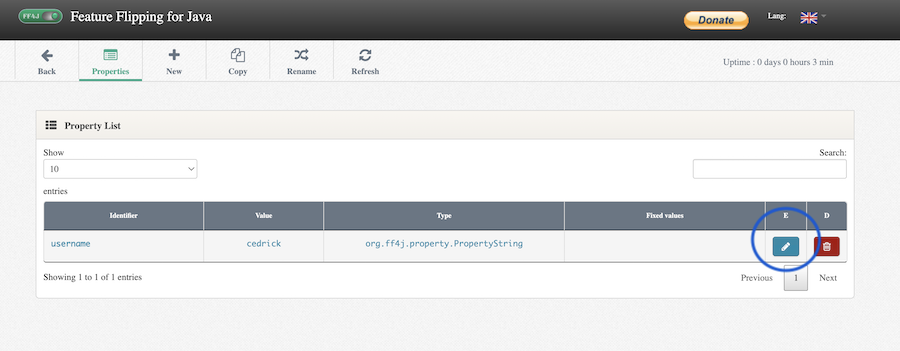 FF4J Feature Flipping for Java Donate Lang:
Back Properties New Copy Rename Refresh Uptime : 0 days 0 hours 3 min
Property List
Show Search:
10
entries
Identifier Value Type Fixed values E D
username cedrick org.ff4j.property.PropertyString
Showing 1 to 1 of 1 entries Previous 1 Next